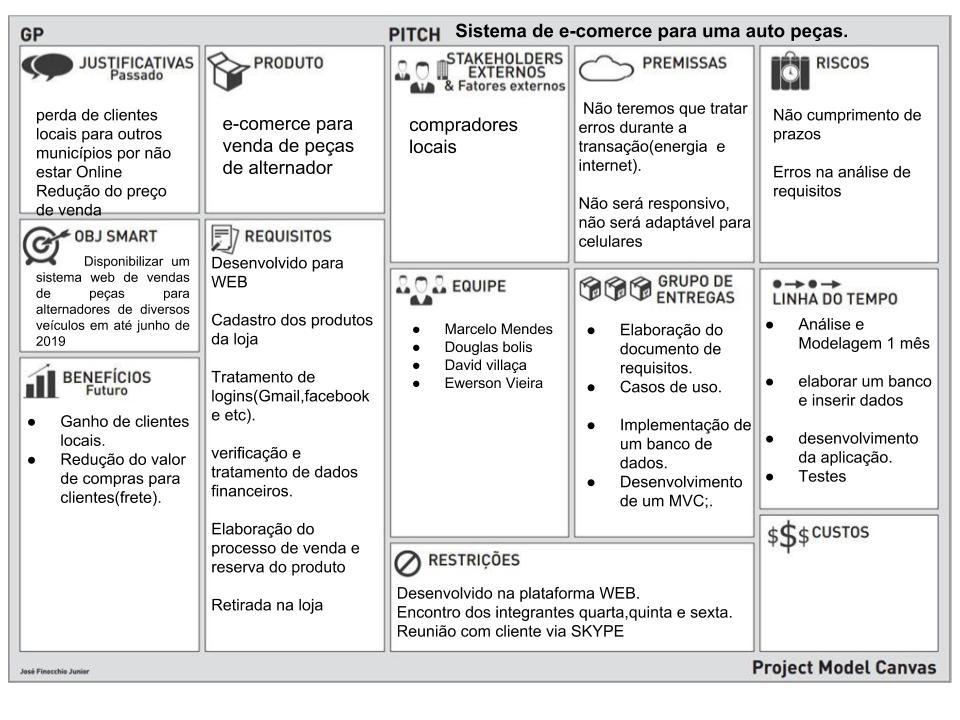 GP
PITCH Sistema de e-comerce para uma auto peças.
JUSTIFICATIVAS
Passado
perda de clientes
locais para outros
municípios por não
estar Online
Redução do preço
de venda
OBJ SMART
Disponibilizar um
sistema web de vendas
de peças para
alternadores de diversos
veículos em até junho de
2019
BENEFÍCIOS
Futuro
● Ganho de clientes
locais.
● Redução do valor
de compras para
clientes(frete).
PRODUTO
e-comerce para
venda de peças
de alternador
REQUISITOS
Desenvolvido para
WEB
Cadastro dos produtos
da loja
Tratamento de
logins(Gmail,facebook
e etc).
verificação e
tratamento de dados
financeiros.
Elaboração do
processo de venda e
reserva do produto
Retirada na loja
STAKEHOLDERS
EXTERNOS
& Fatores externos
compradores
locais
EQUIPE
● Marcelo Mendes
● Douglas bolis
● David villaça
● Ewerson Vieira
PREMISSAS
Não teremos que tratar
erros durante a
transação(energia e
internet).
Não será responsivo,
não será adaptável para
celulares
GRUPO DE
ENTREGAS
● Elaboração do
documento de
requisitos.
● Casos de uso.
● Implementação de
um banco de
dados.
● Desenvolvimento
de um MVC;.
RESTRIÇÕES
Desenvolvido na plataforma WEB.
Encontro dos integrantes quarta,quinta e sexta.
Reunião com cliente via SKYPE
RISCOS
Não cumprimento de
prazos
Erros na análise de
requisitos
LINHA DO TEMPO
● Análise e
Modelagem 1 mês
● elaborar um banco
e inserir dados
● desenvolvimento
da aplicação.
● Testes
$$$ CUSTOS
José Finocchio Junior
Project Model Canvas